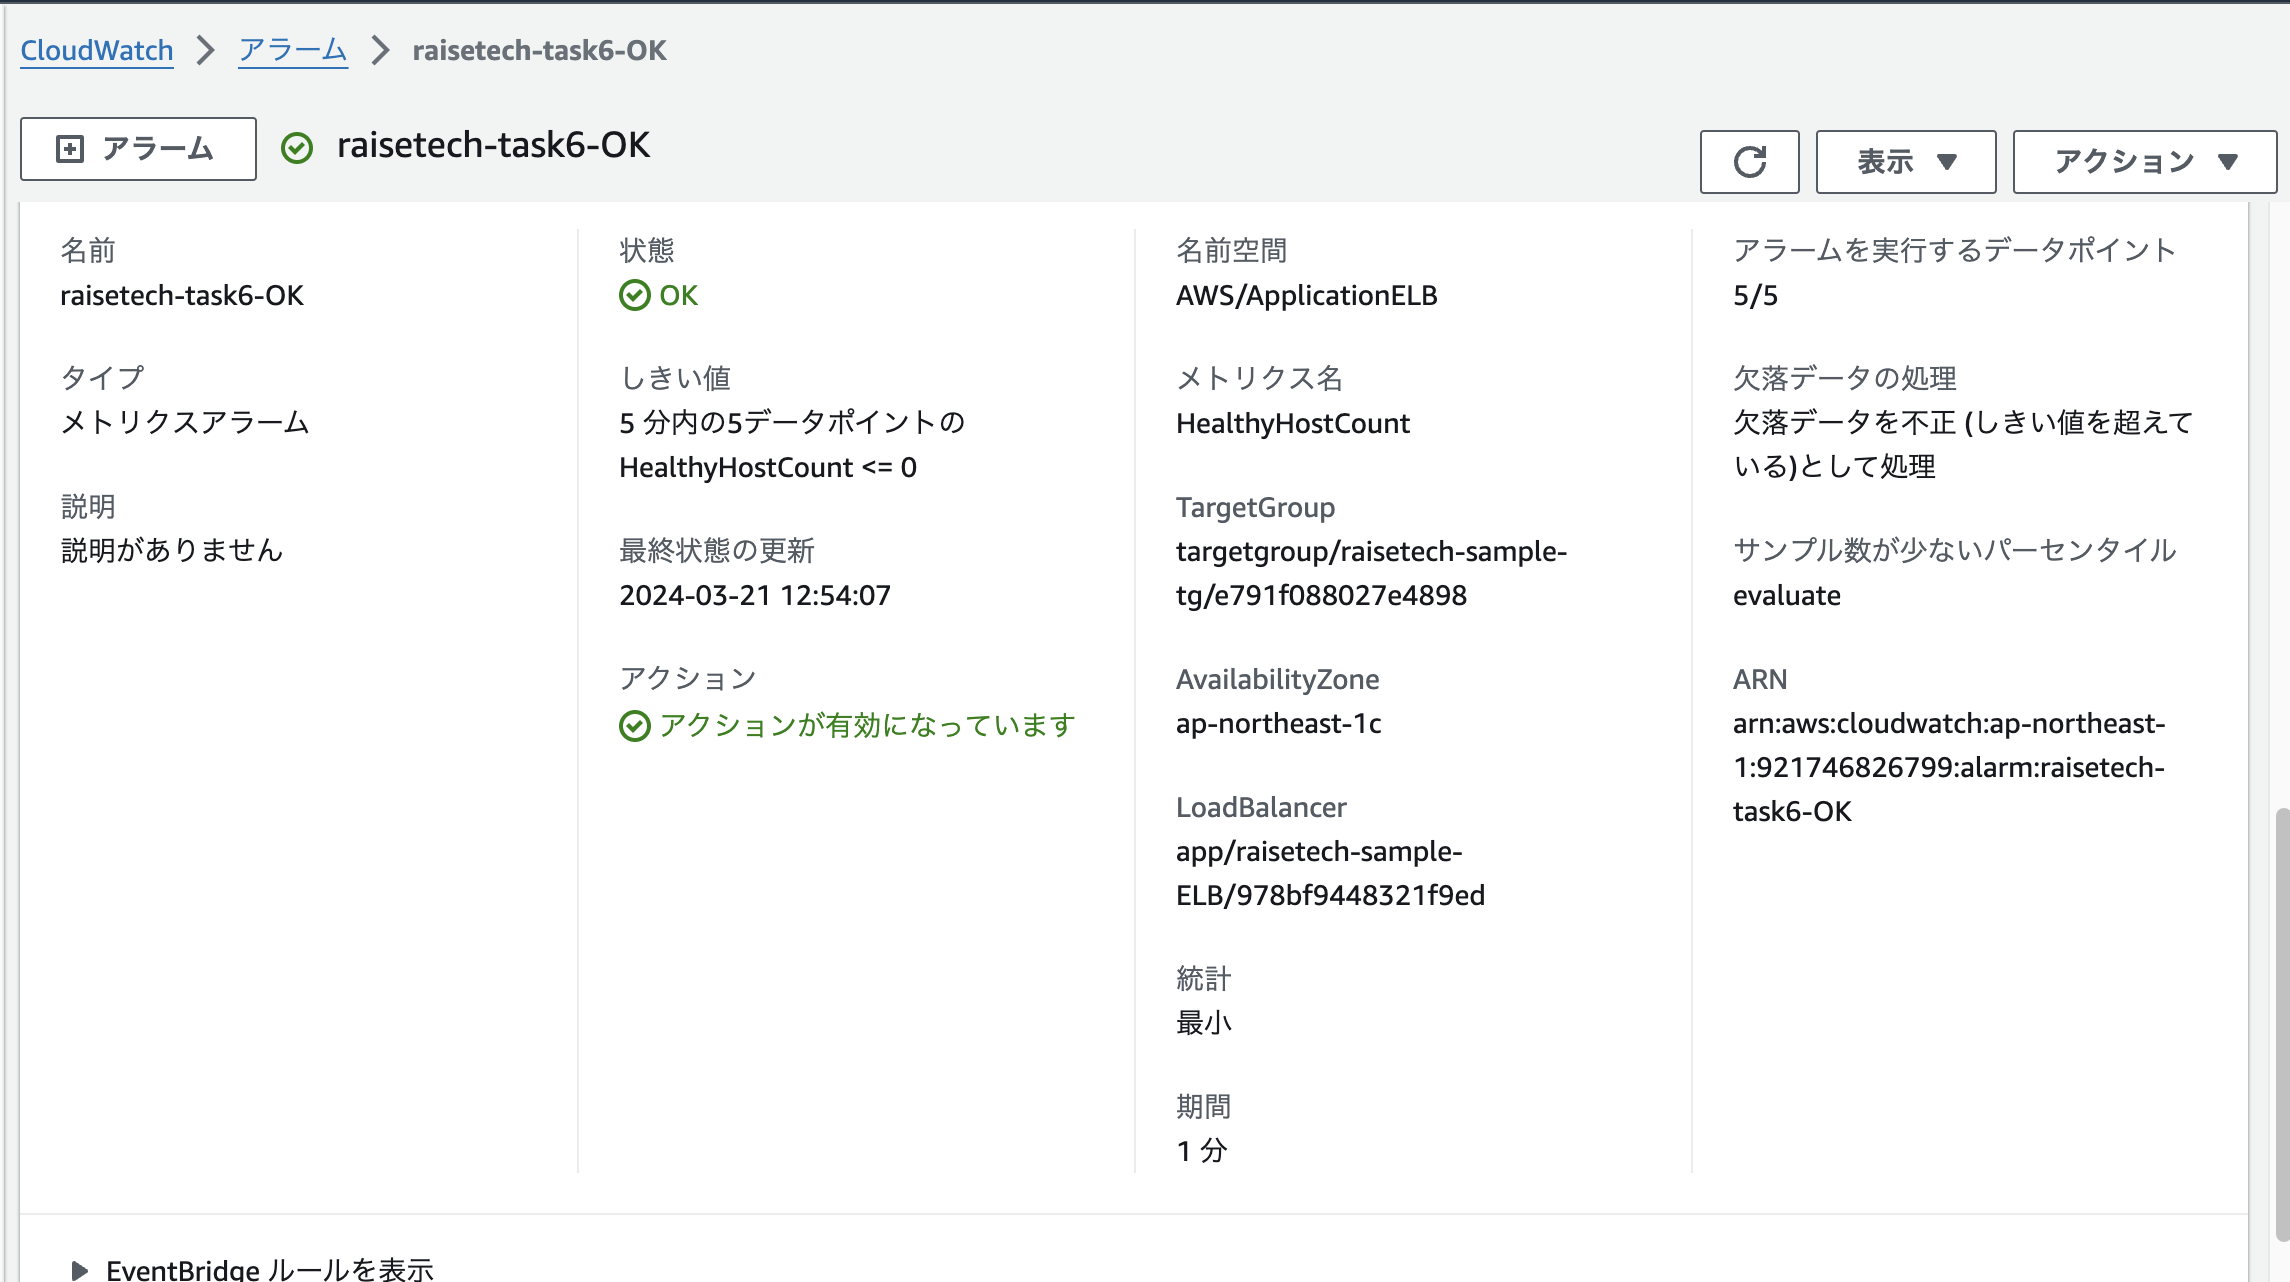 CloudWatch > アラーム > raisetech-task6-OK
アラーム
raisetech-task6-OK
表示 ▼
アクション ▼
名前
raisetech-task6-OK
タイプ
メトリクスアラーム
説明
説明がありません
状態
OK
しきい値
5 分内の5データポイントの
HealthyHostCount <= 0
最終状態の更新
2024-03-21 12:54:07
アクション
アクションが有効になっています
名前空間
AWS/ApplicationELB
メトリクス名
HealthyHostCount
TargetGroup
targetgroup/raisetech-sample-
tg/e791f088027e4898
AvailabilityZone
ap-northeast-1c
LoadBalancer
app/raisetech-sample-
ELB/978bf9448321f9ed
統計
最小
期間
1 分
アラームを実行するデータポイント
5/5
欠落データの処理
欠落データを不正 (しきい値を超えて
いる)として処理
サンプル数が少ないパーセンタイル
evaluate
ARN
arn:aws:cloudwatch:ap-northeast-
1:921746826799:alarm:raisetech-
task6-OK
EventBridge ルールを表示